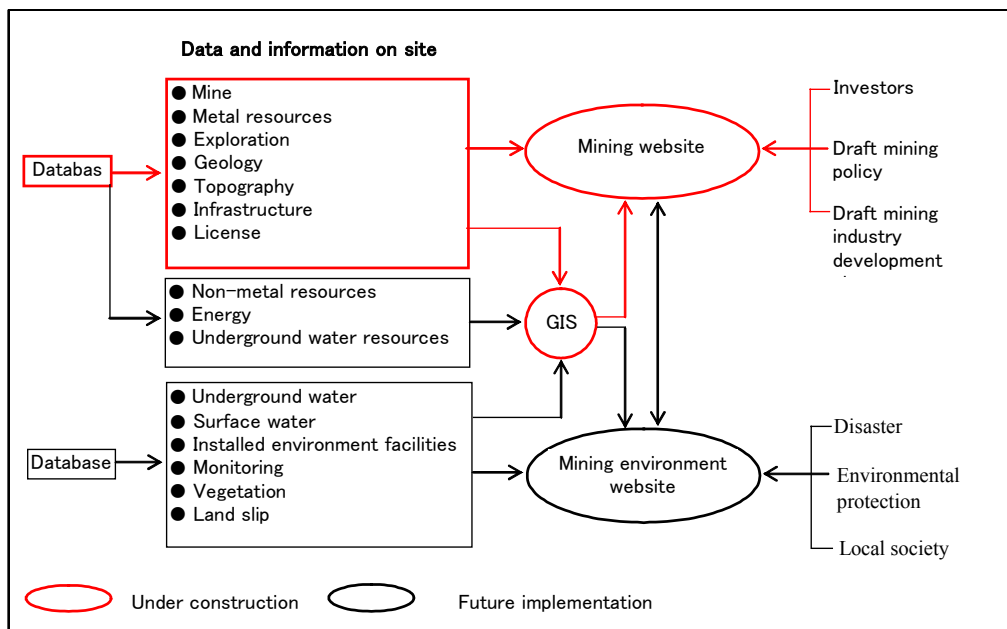 Data and information on site
Databas
● Mine
● Metal resources
● Exploration
● Geology
● Topography
● Infrastructure
● License
Mining website
Investors
Draft mining
policy
Draft mining
industry
development
● Non-metal resources
● Energy
● Underground water resources
GIS
Database
● Underground water
● Surface water
● Installed environment facilities
● Monitoring
● Vegetation
● Land slip
Mining environment
website
Disaster
Environmental
protection
Local society
Under construction
Future implementation